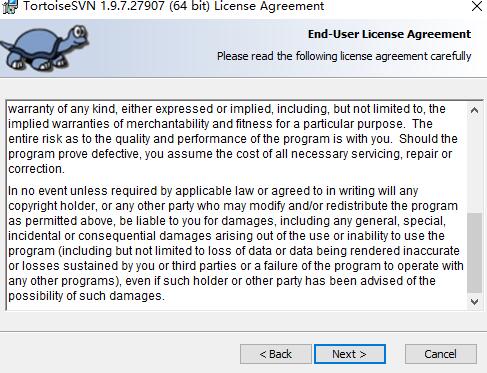 TortoiseSVN 1.9.7.27907 (64 bit) License Agreement
End-User License Agreement
Please read the following license agreement carefully
warranty of any kind, either expressed or implied, including, but not limited to, the
implied warranties of merchantability and fitness for a particular purpose.  The
entire risk as to the quality and performance of the program is with you.  Should the
program prove defective, you assume the cost of all necessary servicing, repair or
correction.
In no event unless required by applicable law or agreed to in writing will any
copyright holder, or any other party who may modify and/or redistribute the program
as permitted above, be liable to you for damages, including any general, special,
incidental or consequential damages arising out of the use or inability to use the
program (including but not limited to loss of data or data being rendered inaccurate
or losses sustained by you or third parties or a failure of the program to operate with
any other programs), even if such holder or other party has been advised of the
possibility of such damages.
< Back
Next >
Cancel